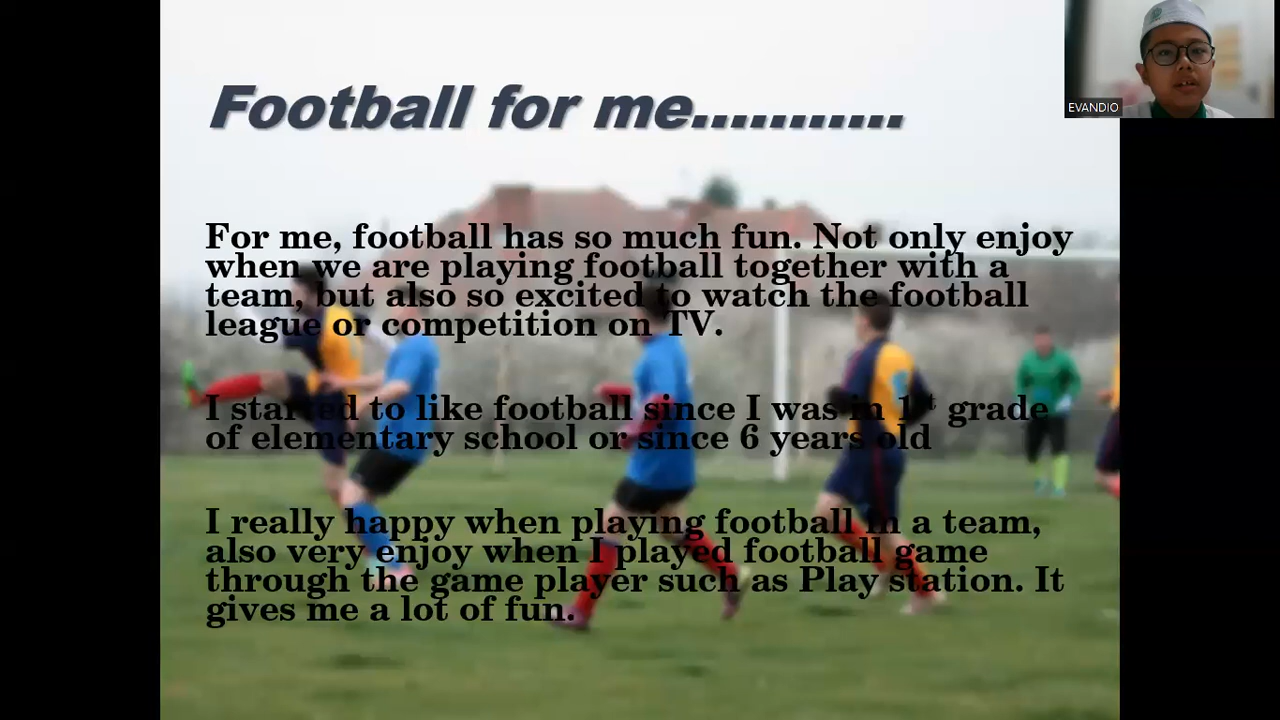 Football for me...........
EVANDIO
For me, football has so much fun. Not only enjoy
when we are playing football together with a
team, but also so excited to watch the football
league or competition on TV.
I started to like football since I was in 1st grade
of elementary school or since 6 years old
I really happy when playing football in a team,
also very enjoy when I played football game
through the game player such as Play station. It
gives me a lot of fun.